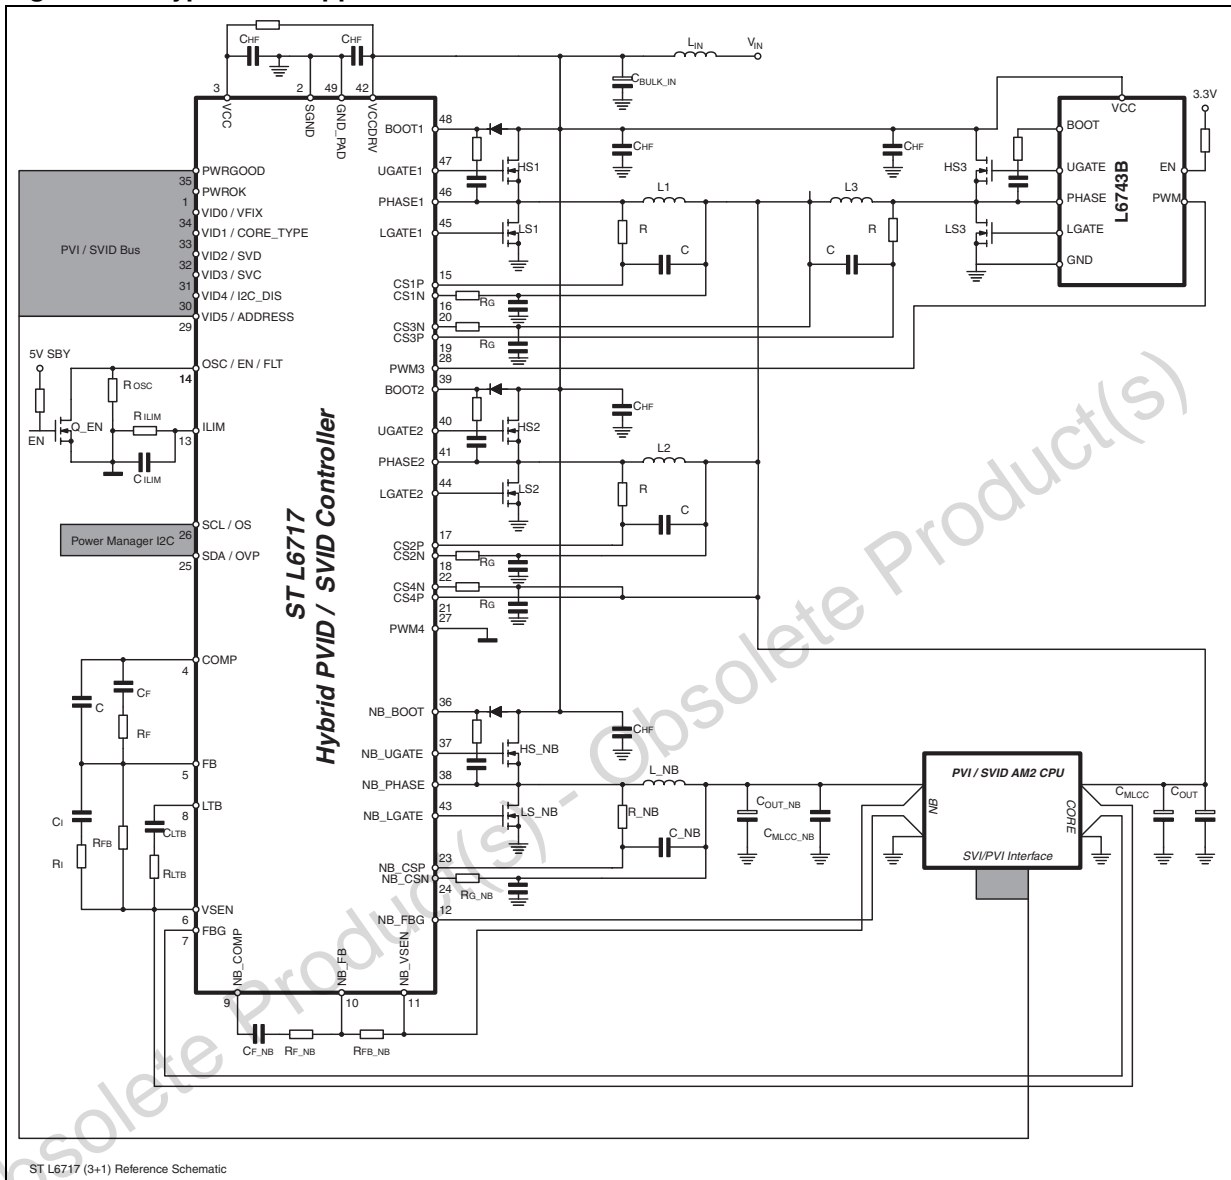 CHF
CHF
LIN
VIN
CBULK_IN
3
2
49
42
VCC
SGND
GND_PAD
VCCDRV
3.3V
VCC
BOOT
UGATE
EN
PHASE
PWM
LGATE
GND
L6743B
HS3
LS3
CHF
CHF
BOOT1
48
UGATE1
47
HS1
PHASE1
46
L1
L3
LGATE1
45
LS1
R
C
C
R
CS1P
15
CS1N
16
RG
CS3N
20
CS3P
19
RG
PWM3
28
BOOT2
39
CHF
UGATE2
40
HS2
PHASE2
41
L2
LGATE2
44
LS2
R
C
CS2P
17
CS2N
18
RG
CS4N
22
CS4P
21
RG
PWM4
27
PWRGOOD
35
PWROK
1
VID0 / VFIX
34
VID1 / CORE_TYPE
33
VID2 / SVD
32
VID3 / SVC
31
VID4 / I2C_DIS
30
VID5 / ADDRESS
29
PVI / SVID Bus
5V SBY
OSC / EN / FLT
14
ROSC
RILIM
Q_EN
EN
ILIM
13
CILIM
ST L6717
Hybrid PVID / SVID Controller
SCL / OS
26
Power Manager I2C
SDA / OVP
25
COMP
4
CF
C
RF
FB
5
LTB
8
CI
CLTB
RFB
RI
RLTB
VSEN
6
FBG
7
NB_BOOT
36
CHF
NB_UGATE
37
HS_NB
NB_PHASE
38
L_NB
NB_LGATE
43
LS_NB
R_NB
C_NB
COUT_NB
CMLCC_NB
NB_CSP
23
NB_CSN
24
RG_NB
NB_FBG
12
PVI / SVID AM2 CPU
NB
CORE
SVI/PVI Interface
CMLCC
COUT
NB_COMP
NB_FB
NB_VSEN
9
10
11
CF_NB
RF_NB
RFB_NB
ST L6717 (3+1) Reference Schematic
Obsolete Product(s) - Obsolete Product(s)